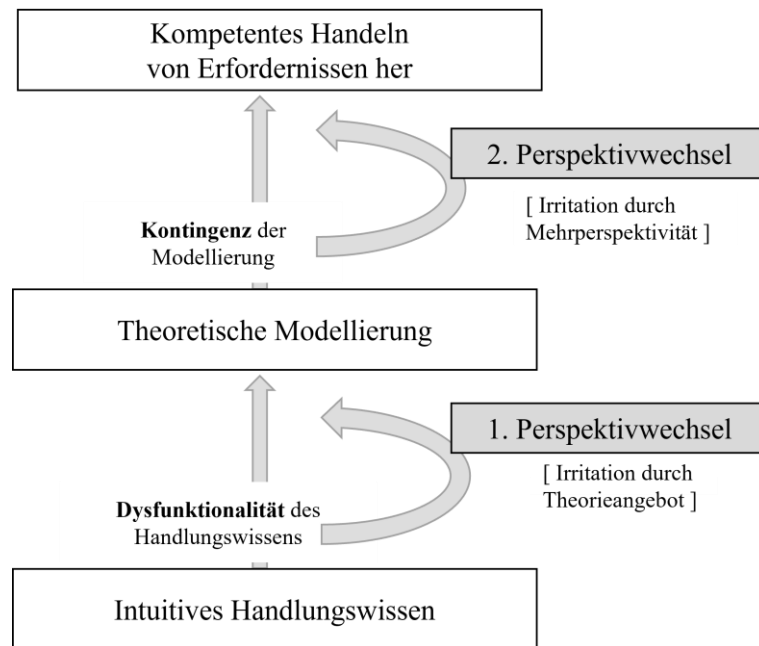 Kompetentes Handeln
von Erfordernissen her
2. Perspektivwechsel
[ Irritation durch
Mehrperspektivität ]
Kontingenz der
Modellierung
Theoretische Modellierung
1. Perspektivwechsel
[ Irritation durch
Theorieangebot ]
Dysfunktionalität des
Handlungswissens
Intuitives Handlungswissen